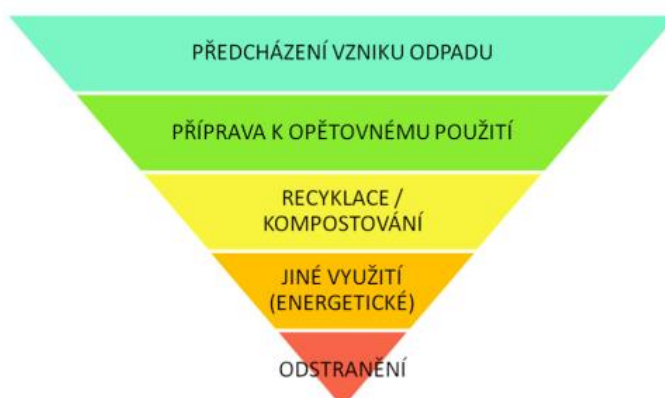 PŘEDCHÁZENÍ VZNIKU ODPADU
PŘÍPRAVA K OPĚTOVNÉMU POUŽITÍ
RECYKLACE /
KOMPOSTOVÁNÍ
JINÉ VYUŽITÍ
(ENERGETICKÉ)
ODSTRANĚNÍ